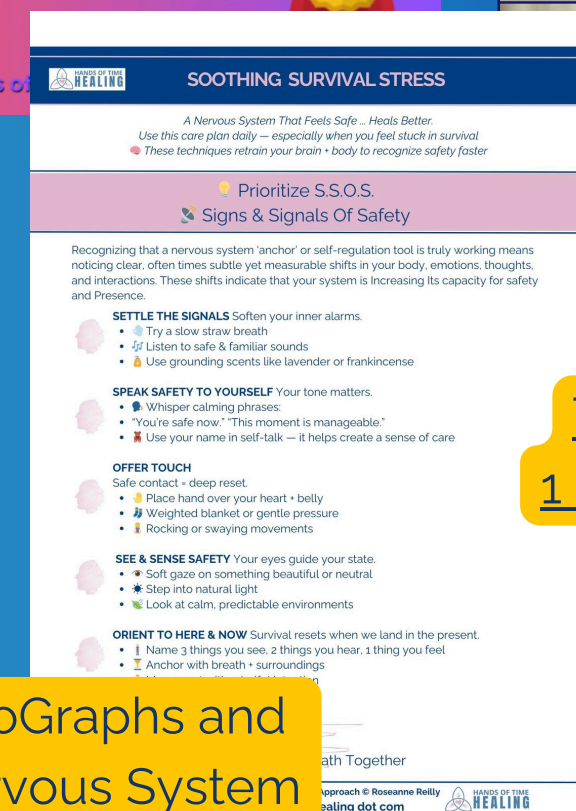 HANDS OF TIME
HEALING
SOOTHING SURVIVAL STRESS
A Nervous System That Feels Safe ... Heals Better.
Use this care plan daily — especially when you feel stuck in survival
🧠 These techniques retrain your brain + body to recognize safety faster
💡 Prioritize S.S.O.S.
📡 Signs & Signals Of Safety
Recognizing that a nervous system 'anchor' or self-regulation tool is truly working means
noticing clear, often times subtle yet measurable shifts in your body, emotions, thoughts,
and interactions. These shifts indicate that your system is Increasing Its capacity for safety
and Presence.
SETTLE THE SIGNALS Soften your inner alarms.
• Try a slow straw breath
• Listen to safe & familiar sounds
• Use grounding scents like lavender or frankincense
SPEAK SAFETY TO YOURSELF Your tone matters.
• Whisper calming phrases:
• "You're safe now." "This moment is manageable."
• Use your name in self-talk — it helps create a sense of care
OFFER TOUCH
Safe contact = deep reset.
• Place hand over your heart + belly
• Weighted blanket or gentle pressure
• Rocking or swaying movements
SEE & SENSE SAFETY Your eyes guide your state.
• Soft gaze on something beautiful or neutral
• Step into natural light
• Look at calm, predictable environments
ORIENT TO HERE & NOW Survival resets when we land in the present.
• Name 3 things you see, 2 things you hear, 1 thing you feel
• Anchor with breath + surroundings
1
oGraphs and
rvous System
ath Together
pproach © Roseanne Reilly
ealing dot com
HANDS OF TIME
HEALING